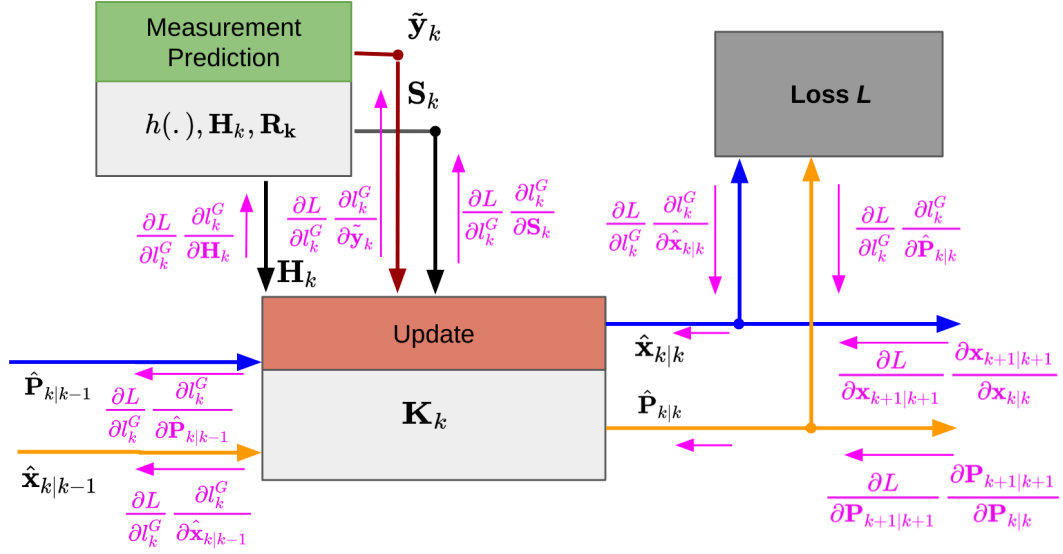 Measurement
Prediction
h(.), H_k, R_k
ỹ_k
S_k
Loss L
∂L/∂l_k^G ∂l_k^G/∂H_k
∂L/∂l_k^G ∂l_k^G/∂ỹ_k
∂L/∂l_k^G ∂l_k^G/∂S_k
∂L/∂l_k^G ∂l_k^G/∂x̂_{k|k}
∂L/∂l_k^G ∂l_k^G/∂P̂_{k|k}
H_k
Update
K_k
P̂_{k|k-1}
∂L/∂l_k^G ∂l_k^G/∂P̂_{k|k-1}
x̂_{k|k-1}
∂L/∂l_k^G ∂l_k^G/∂x̂_{k|k-1}
x̂_{k|k}
∂L/∂x_{k+1|k+1} ∂x_{k+1|k+1}/∂x_{k|k}
P̂_{k|k}
∂L/∂P_{k+1|k+1} ∂P_{k+1|k+1}/∂P_{k|k}